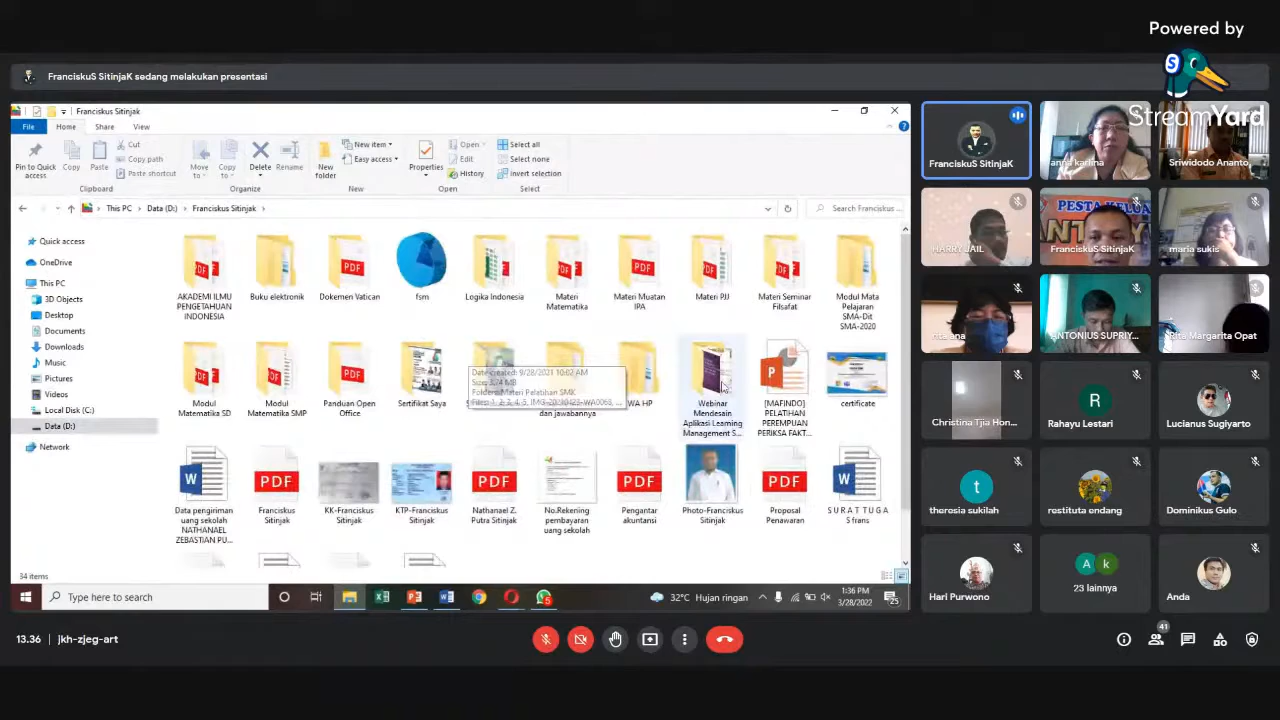 Powered by
StreamYard
FranciskuS SitinjaK sedang melakukan presentasi
Franciskus Sitinjak
File
Home
Share
View
Pin to Quick access
Copy
Paste
Cut
Copy path
Paste shortcut
Clipboard
Move to
Copy to
Delete
Rename
Organize
New folder
New item
Easy access
New
Properties
Open
Edit
History
Open
Select all
Select none
Invert selection
Select
This PC
Data (D:)
Franciskus Sitinjak
Search Franciskus ...
Quick access
OneDrive
This PC
3D Objects
Desktop
Documents
Downloads
Music
Pictures
Videos
Local Disk (C:)
Data (D:)
Network
AKADEMI ILMU PENGETAHUAN INDONESIA
Buku elektronik
Dokemen Vatican
fsm
Logika Indonesia
Materi Matematika
Materi Muatan IPA
Materi PJJ
Materi Seminar Filsafat
Modul Mata Pelajaran SMA-Dit SMA-2020
Modul Matematika SD
Modul Matematika SMP
Panduan Open Office
Sertifikat Saya
Date created: 9/28/2021 10:02 AM
Folders: Materi Pelatihan SMK
dan jawabannya
WA HP
Webinar Mendesain Aplikasi Learning Management S...
[MAFINDO] PELATIHAN PEREMPUAN PERIKSA FAKT...
certificate
Data pengiriman uang sekolah NATHANAEL ZEBASTIAN PU...
Franciskus Sitinjak
KK-Franciskus Sitinjak
KTP-Franciskus Sitinjak
Nathanael Z. Putra Sitinjak
No.Rekening pembayaran uang sekolah
Pengantar akuntansi
Photo-Franciskus Sitinjak
Proposal Penawaran
S U R A T T U G A S frans
34 items
Type here to search
32°C Hujan ringan
1:36 PM
3/28/2022
25
FranciskuS SitinjaK
anna karlina
Sriwidodo Ananto
HARRY JAIL
PESTA KELUA
FranciskuS SitinjaK
maria sukis
ANTONIUS SUPRIY...
Rita Margarita Opat
Christina Tjia Hon...
R
Rahayu Lestari
Lucianus Sugiyarto
t
theresia sukilah
restituta endang
Dominikus Gulo
Hari Purwono
A k
23 lainnya
Anda
13.36 | jkh-zjeg-art
41